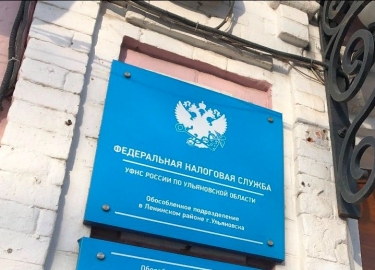 ФЕДЕРАЛЬНАЯ НАЛОГОВАЯ СЛУЖБА
УФНС РОССИИ ПО УЛЬЯНОВСКОЙ ОБЛАСТИ
Обособленное подразделение
в Ленинском районе г.Ульяновска